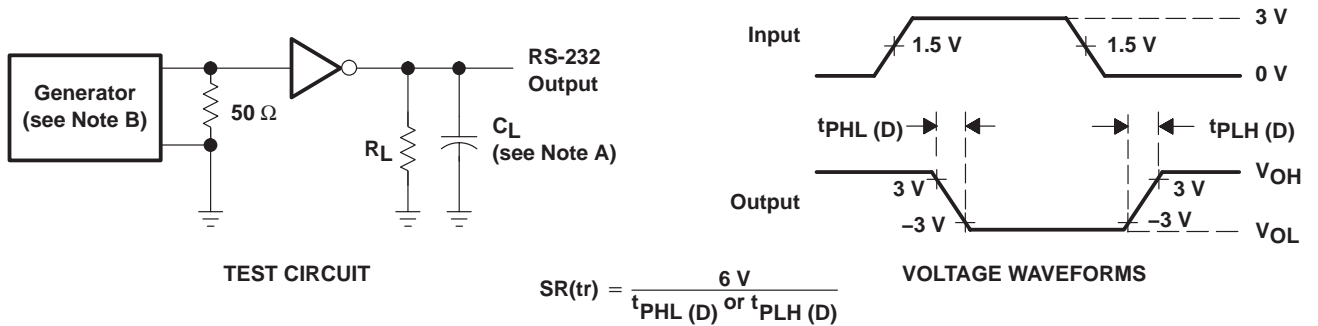 Generator
(see Note B)
50 Ω
RS-232
Output
RL
CL
(see Note A)
TEST CIRCUIT
Input
3 V
1.5 V
1.5 V
0 V
tPHL (D)
tPLH (D)
Output
VOH
3 V
3 V
–3 V
–3 V
VOL
VOLTAGE WAVEFORMS
SR(tr) = 6 V
tPHL (D) or tPLH (D)